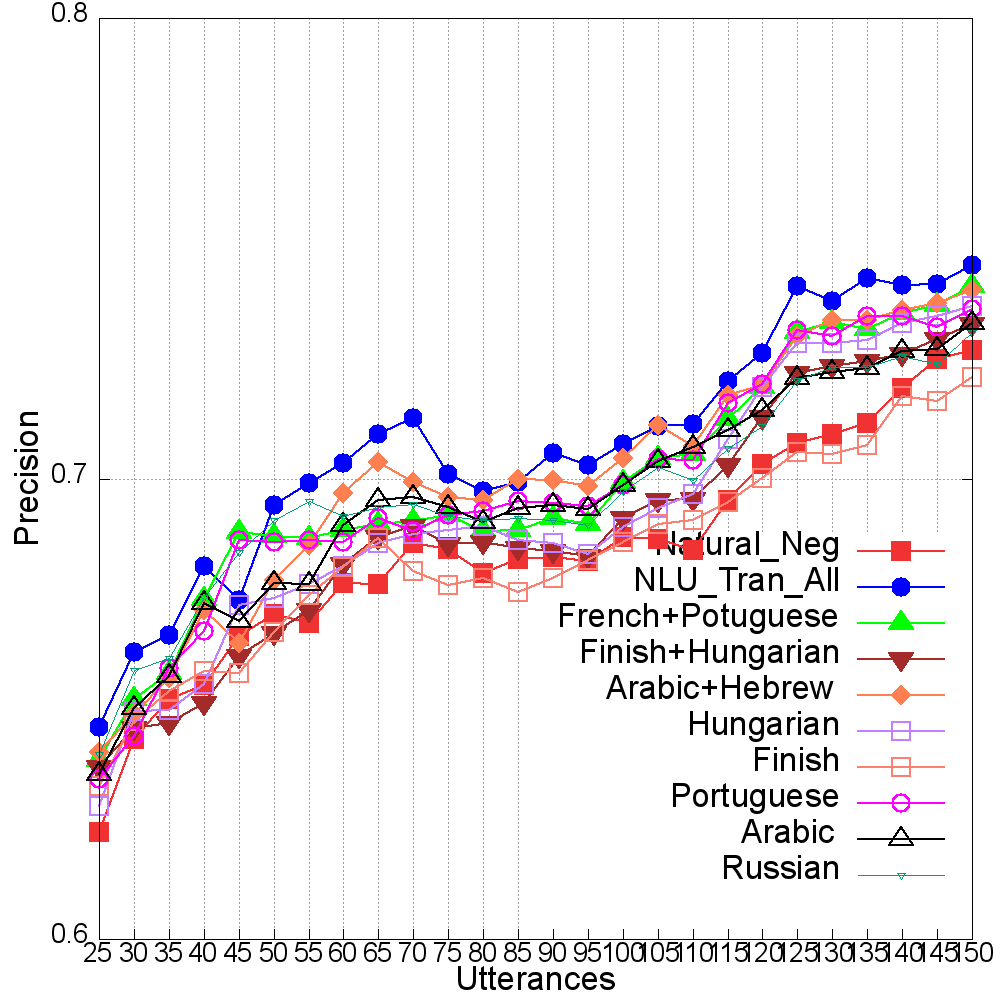 0.8
0.7
0.6
Precision
Natural_Neg
NLU_Tran_All
French+Potuguese
Finish+Hungarian
Arabic+Hebrew
Hungarian
Finish
Portuguese
Arabic
Russian
25 30 35 40 45 50 55 60 65 70 75 80 85 90 95 100 105 110 115 120 125 130 135 140 145 150
Utterances